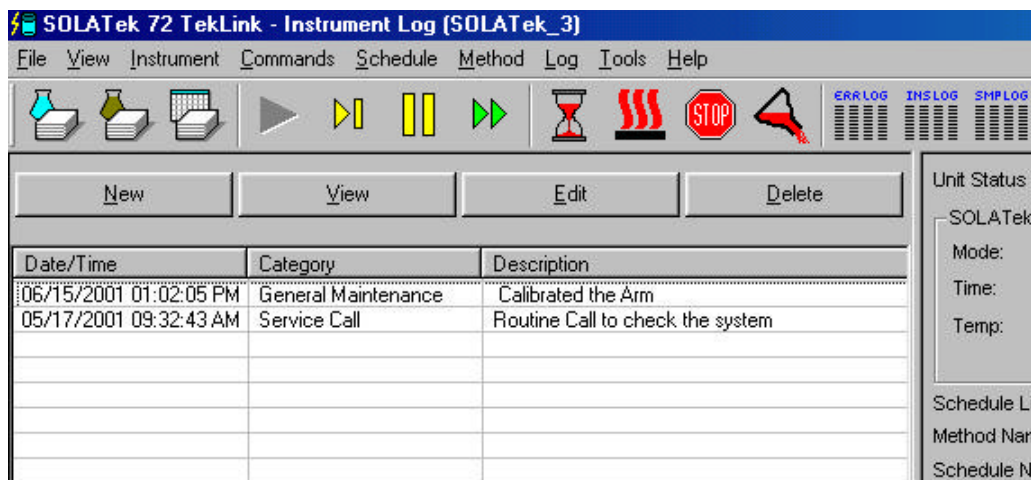 SOLATek 72 TekLink - Instrument Log (SOLATek_3)
File View Instrument Commands Schedule Method Log Tools Help
STOP ERRLOG INSLOG SMPLOG
New View Edit Delete
Unit Status
SOLATek
Mode:
Time:
Temp:
Date/Time Category Description
06/15/2001 01:02:05 PM General Maintenance Calibrated the Arm
05/17/2001 09:32:43 AM Service Call Routine Call to check the system
Schedule L
Method Nar
Schedule N